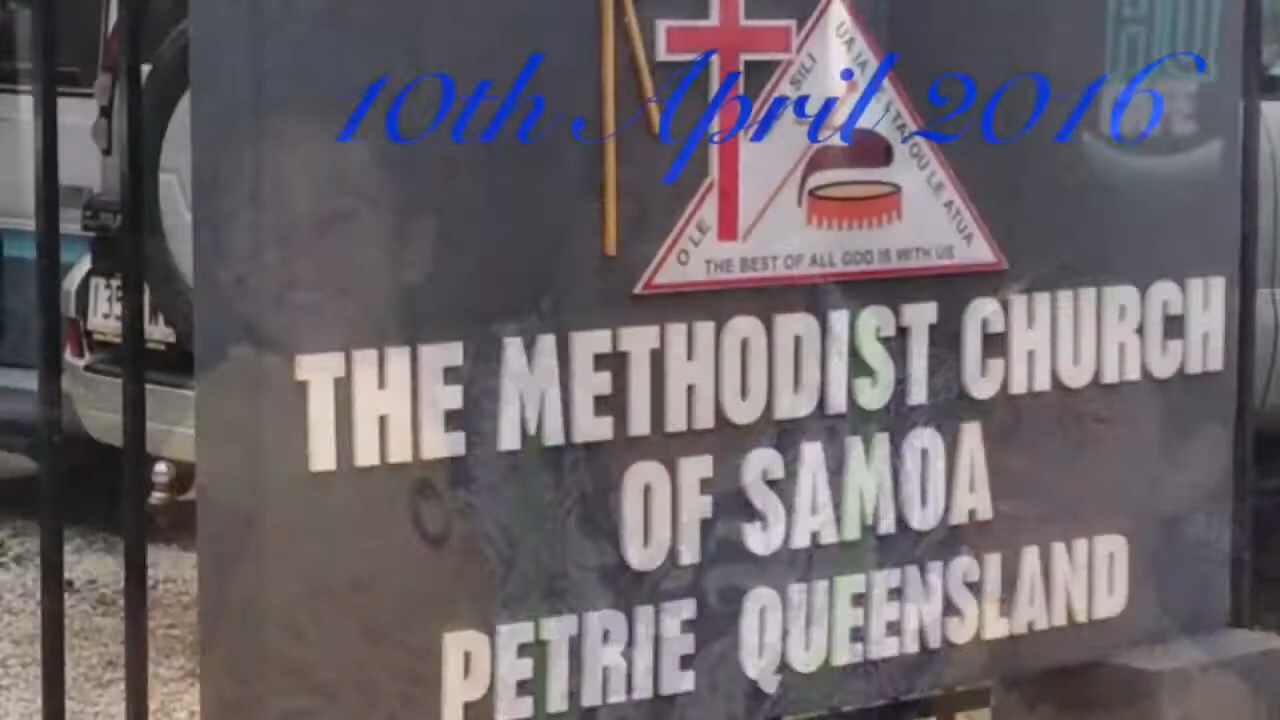 10th April 2016
O LE SILI UA IA I TATOU LE ATUA
THE BEST OF ALL GOD IS WITH US
THE METHODIST CHURCH
OF SAMOA
PETRIE QUEENSLAND